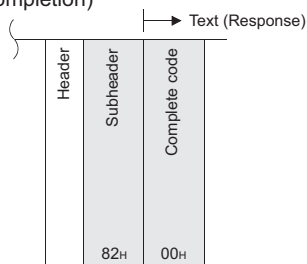 ompletion)
Text (Response)
Header
Subheader
Complete code
82H
00H